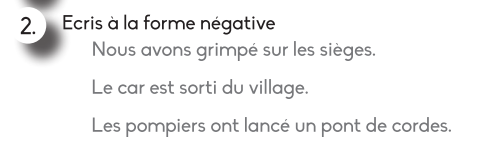 2. Ecris à la forme négative
Nous avons grimpé sur les sièges.
Le car est sorti du village.
Les pompiers ont lancé un pont de cordes.